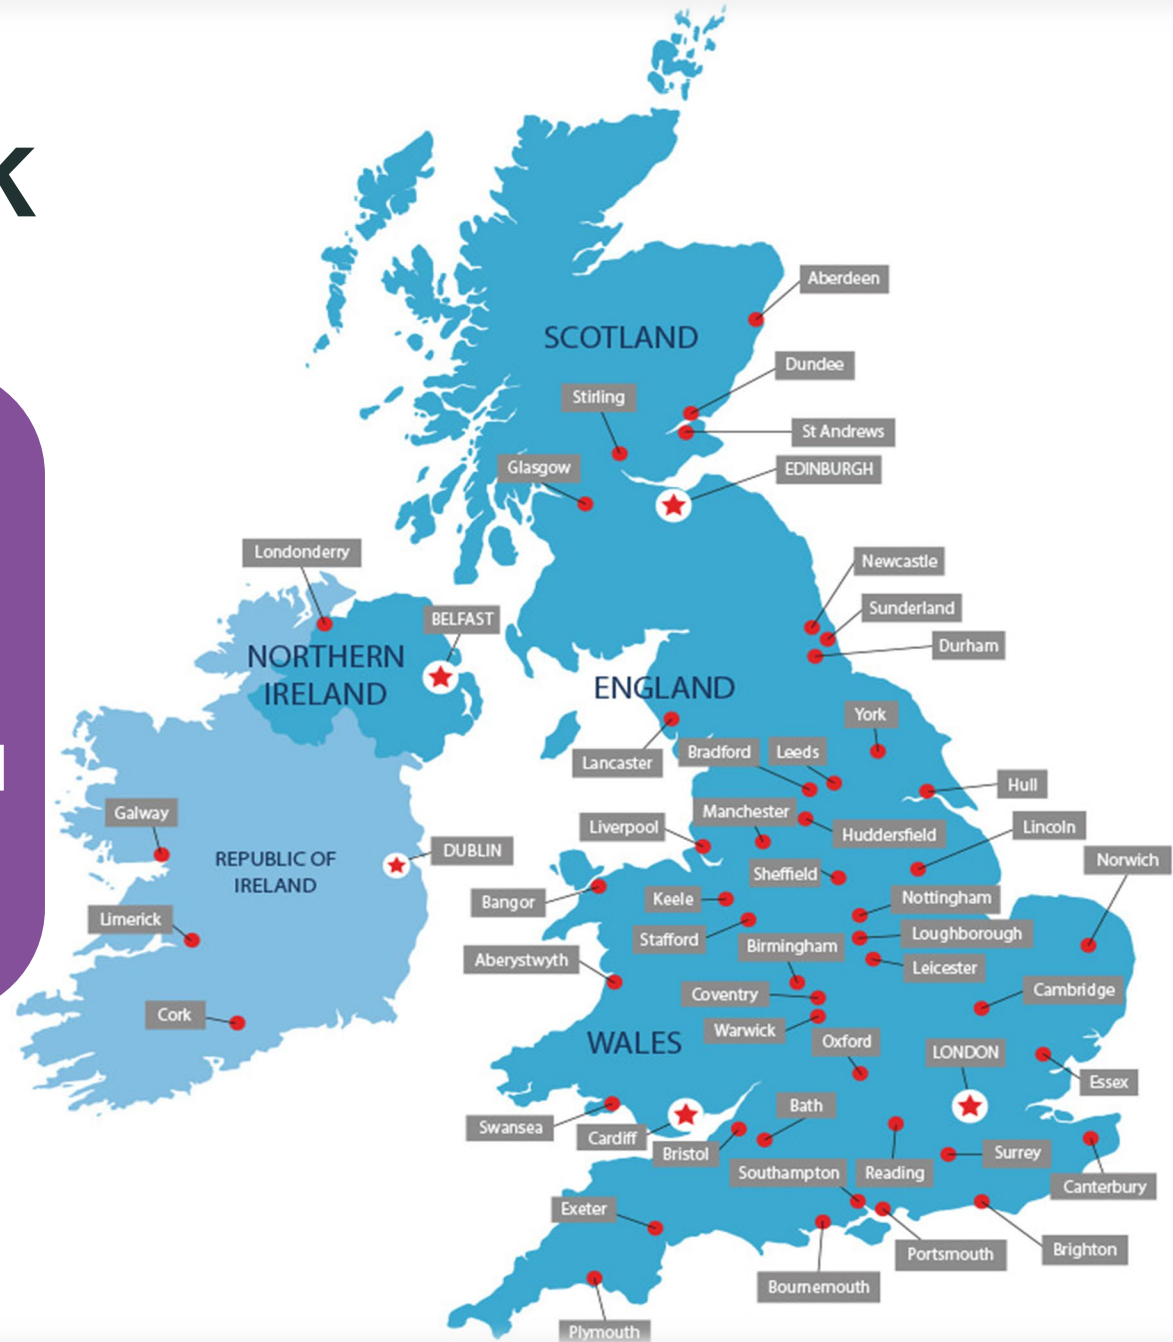 K
Aberdeen
SCOTLAND
Dundee
Stirling
St Andrews
Glasgow
EDINBURGH
Londonderry
Newcastle
Sunderland
BELFAST
Durham
NORTHERN
IRELAND
ENGLAND
York
Bradford
Leeds
Lancaster
Hull
Galway
Manchester
Liverpool
Huddersfield
Lincoln
DUBLIN
REPUBLIC OF
IRELAND
Norwich
Sheffield
Bangor
Keele
Nottingham
Limerick
Stafford
Loughborough
Birmingham
Aberystwyth
Leicester
Coventry
Cambridge
Cork
Warwick
WALES
Oxford
LONDON
Essex
Bath
Swansea
Cardiff
Bristol
Surrey
Southampton
Reading
Canterbury
Exeter
Portsmouth
Brighton
Bournemouth
Plymouth